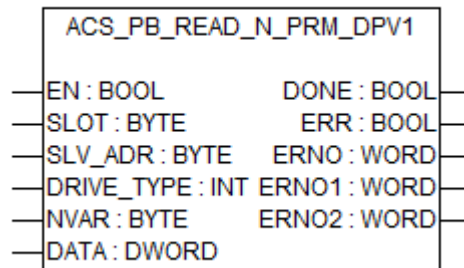 ACS_PB_READ_N_PRM_DPV1
EN : BOOL DONE : BOOL
SLOT : BYTE ERR : BOOL
SLV_ADR : BYTE ERNO : WORD
DRIVE_TYPE : INT ERNO1 : WORD
NVAR : BYTE ERNO2 : WORD
DATA : DWORD